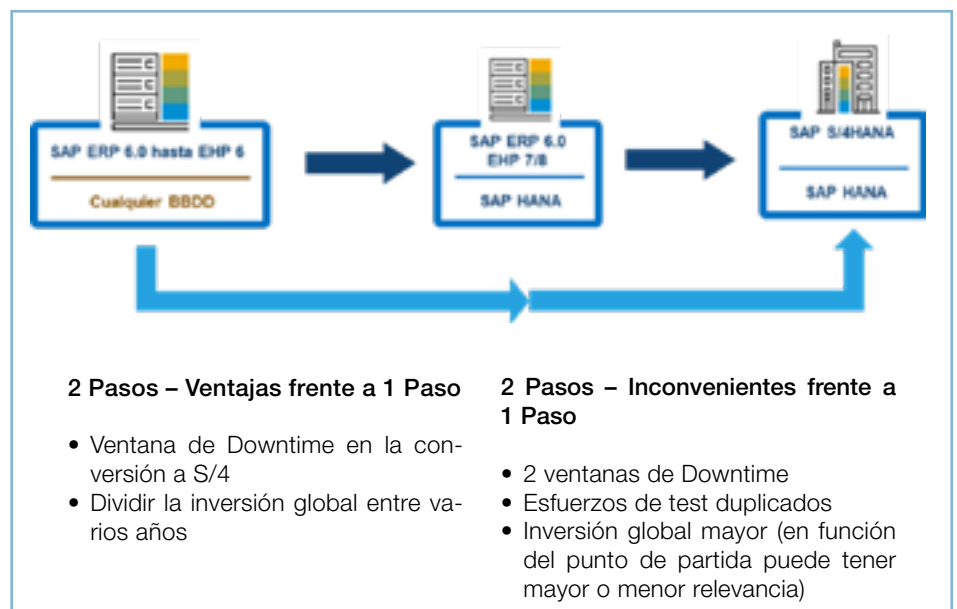 SAP ERP 6.0 hasta EHP 6
Cualquier BBDD
SAP ERP 6.0
EHP 7/8
SAP HANA
SAP S/4HANA
SAP HANA
2 Pasos – Ventajas frente a 1 Paso
• Ventana de Downtime en la con-
versión a S/4
• Dividir la inversión global entre va-
rios años
2 Pasos – Inconvenientes frente a
1 Paso
• 2 ventanas de Downtime
• Esfuerzos de test duplicados
• Inversión global mayor (en función
del punto de partida puede tener
mayor o menor relevancia)